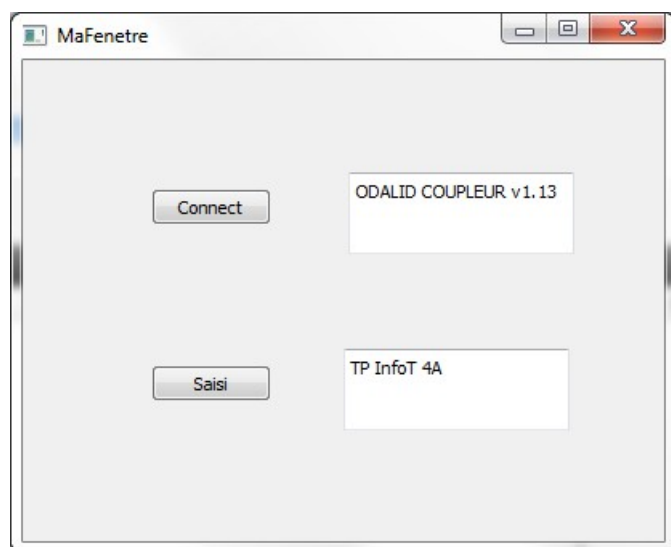 MaFenetre
Connect
ODALID COUPLEUR v1.13
Saisi
TP InfoT 4A